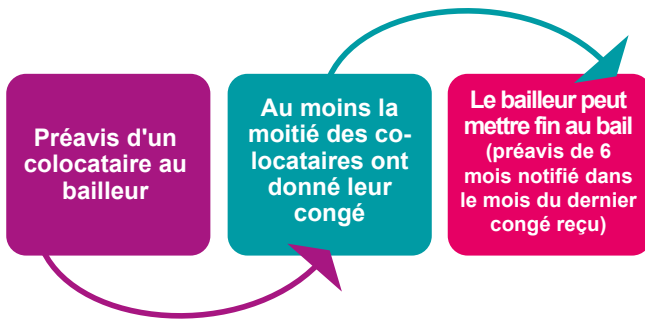 Préavis d'un
colocataire au
bailleur
Au moins la
moitié des co-
locataires ont
donné leur
congé
Le bailleur peut
mettre fin au bail
(préavis de 6
mois notifié dans
le mois du dernier
congé reçu)